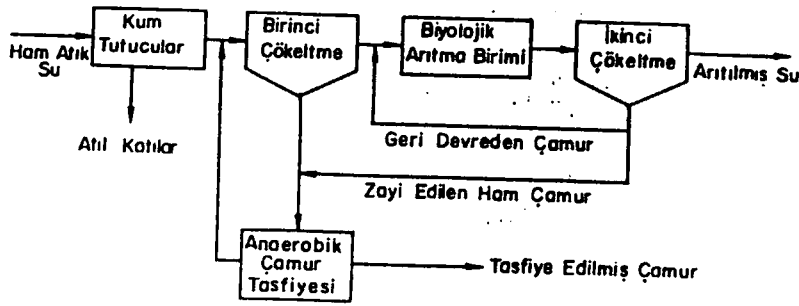 Kum
Tutucular
Birinci
Çökeltme
Biyolojik
Arıtma Birimi
İkinci
Çökeltme
Ham Atık
Su
Arıtılmış Su
Atıl Katılar
Geri Devreden Çamur
Zayi Edilen Ham Çamur
Anaerobik
Çamur
Tasfiyesi
Tasfiye Edilmiş Çamur